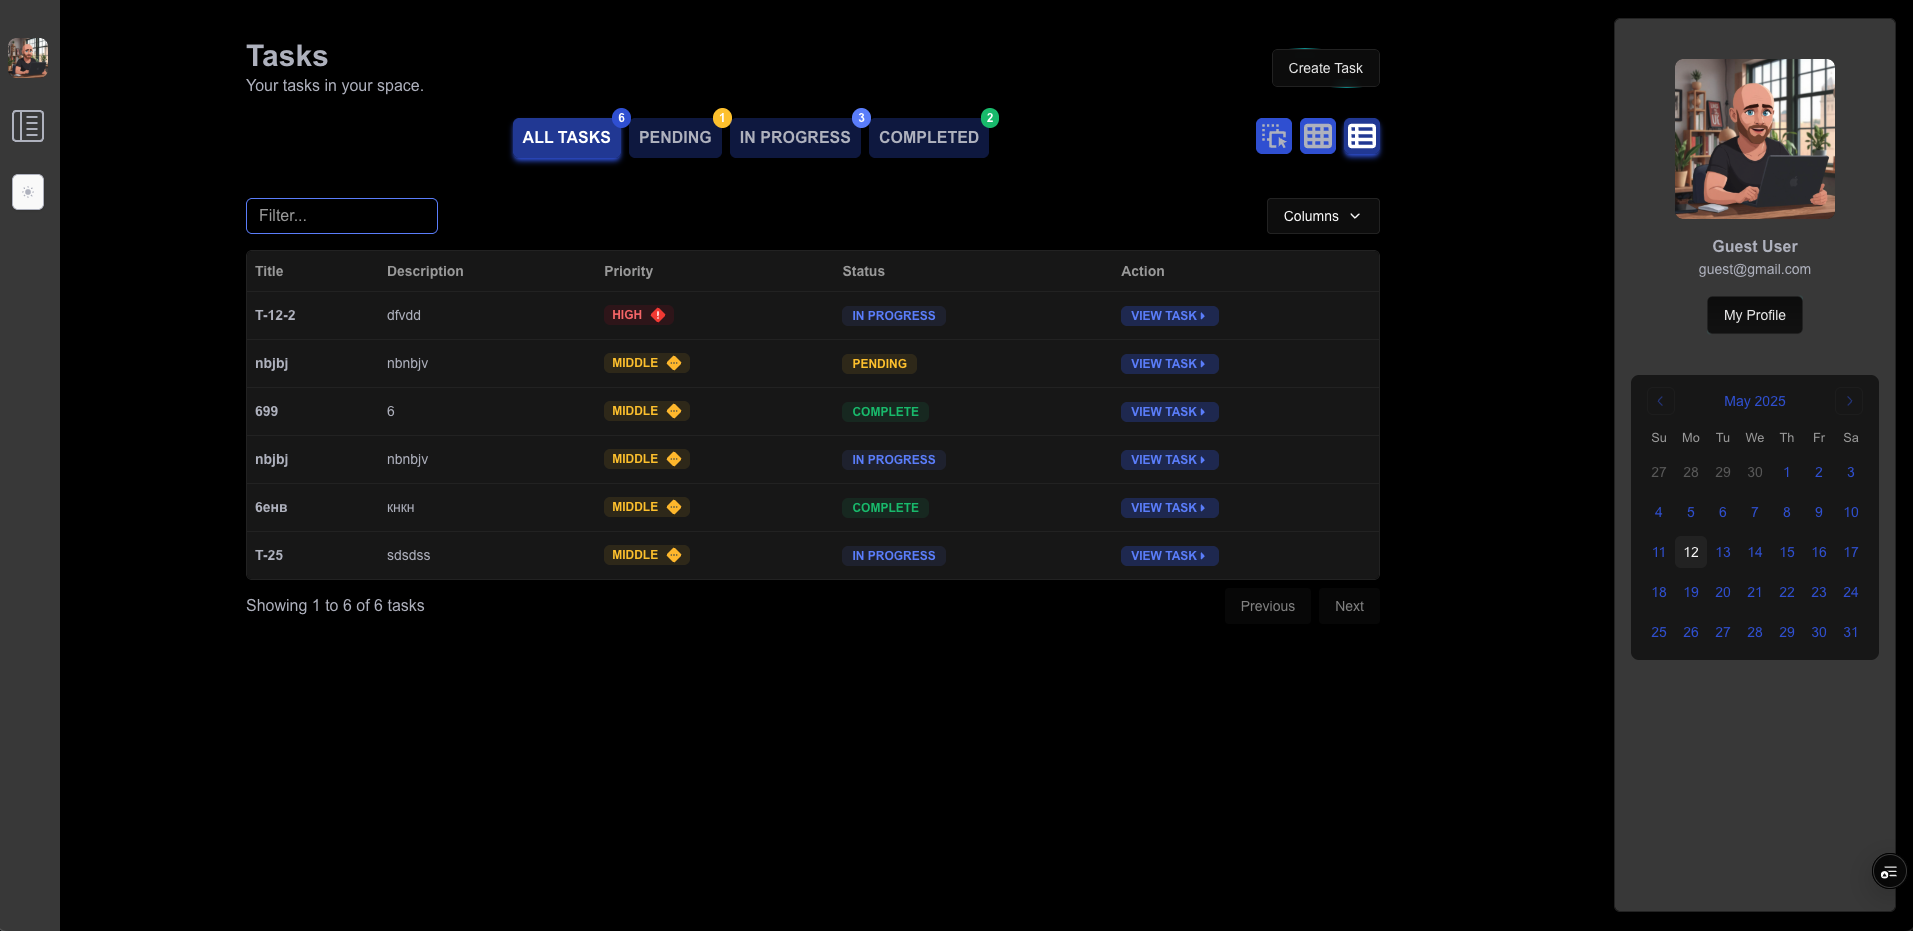 Tasks
Your tasks in your space.
Create Task
ALL TASKS 6 PENDING 1 IN PROGRESS 3 COMPLETED 2
Filter...
Columns
Title Description Priority Status Action
T-12-2 dfvdd HIGH IN PROGRESS VIEW TASK
nbjbj nbnbjv MIDDLE PENDING VIEW TASK
699 6 MIDDLE COMPLETE VIEW TASK
nbjbj nbnbjv MIDDLE IN PROGRESS VIEW TASK
6енв кнкн MIDDLE COMPLETE VIEW TASK
T-25 sdsdss MIDDLE IN PROGRESS VIEW TASK
Showing 1 to 6 of 6 tasks
Previous Next
Guest User
guest@gmail.com
My Profile
May 2025
Su Mo Tu We Th Fr Sa
27 28 29 30 1 2 3
4 5 6 7 8 9 10
11 12 13 14 15 16 17
18 19 20 21 22 23 24
25 26 27 28 29 30 31